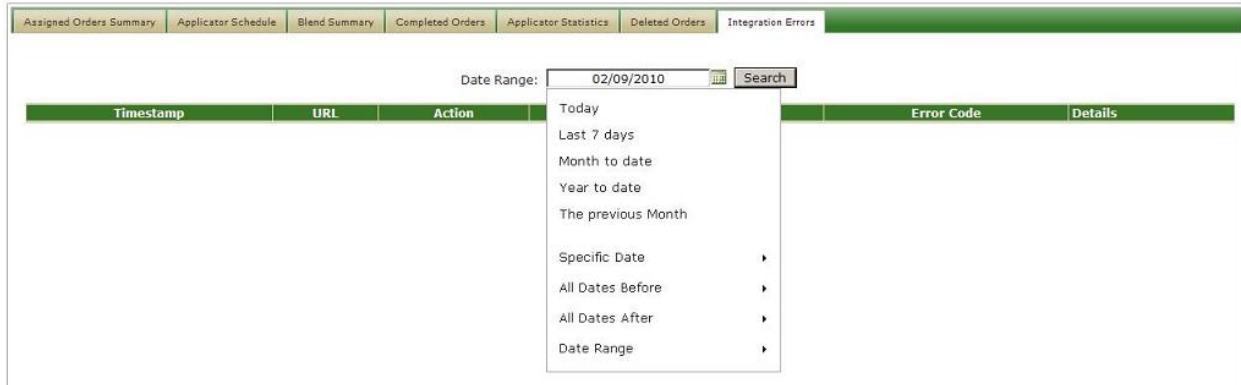 Assigned Orders Summary Applicator Schedule Blend Summary Completed Orders Applicator Statistics Deleted Orders Integration Errors
Date Range: 02/09/2010 Search
Timestamp URL Action Error Code Details
Today
Last 7 days
Month to date
Year to date
The previous Month
Specific Date
All Dates Before
All Dates After
Date Range